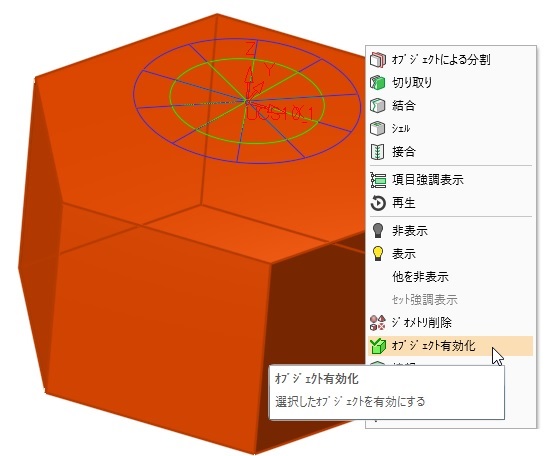 Z
Y
オブジェクトによる分割
切り取り
結合
シェル
接合
項目強調表示
再生
非表示
表示
他を非表示
セット強調表示
ジオメトリ削除
オブジェクト有効化
オブジェクト有効化
選択したオブジェクトを有効にする